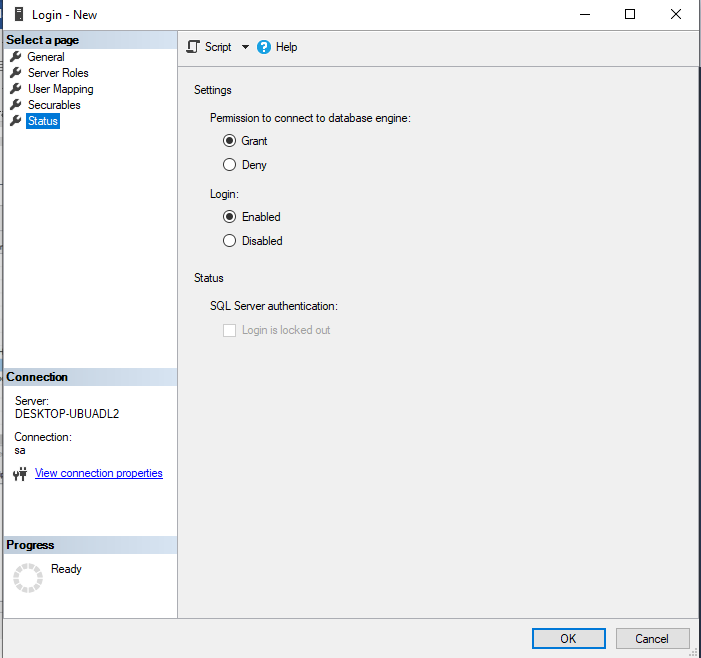 Login - New
Select a page
General
Server Roles
User Mapping
Securables
Status
Script
Help
Settings
Permission to connect to database engine:
Grant
Deny
Login:
Enabled
Disabled
Status
SQL Server authentication:
Login is locked out
Connection
Server:
DESKTOP-UBUADL2
Connection:
sa
View connection properties
Progress
Ready
OK
Cancel